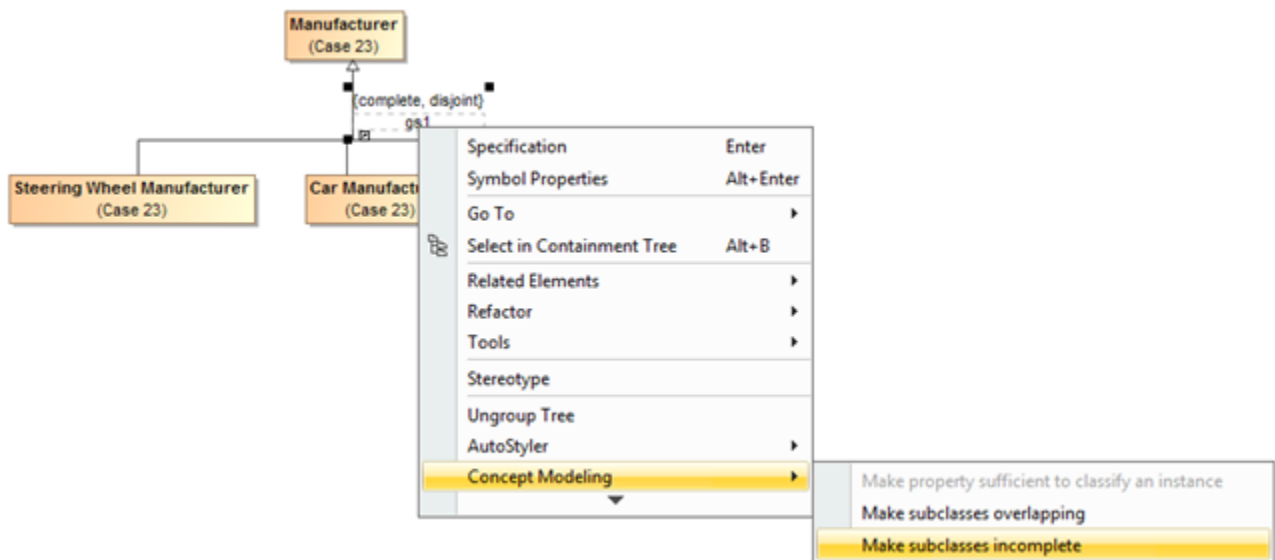 Manufacturer
(Case 23)
{complete, disjoint}
gs1
Steering Wheel Manufacturer
(Case 23)
Car Manufact
(Case 23)
Specification Enter
Symbol Properties Alt+Enter
Go To
Select in Containment Tree Alt+B
Related Elements
Refactor
Tools
Stereotype
Ungroup Tree
AutoStyler
Concept Modeling
Make property sufficient to classify an instance
Make subclasses overlapping
Make subclasses incomplete